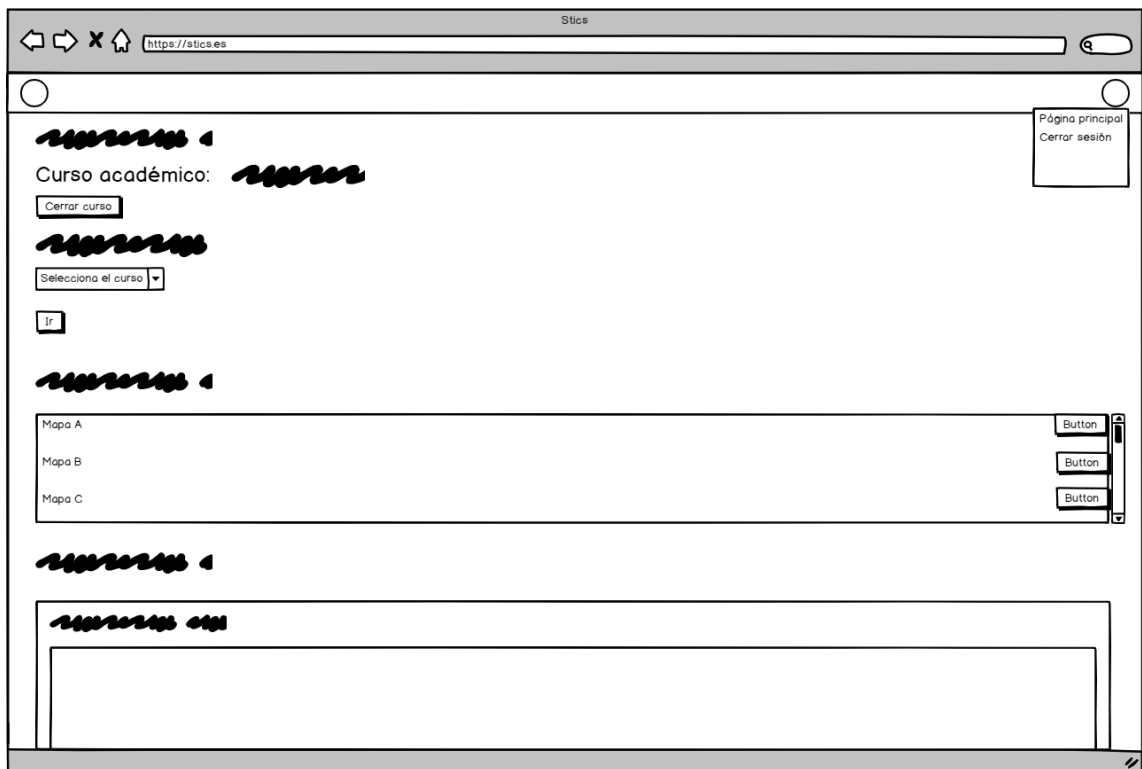 Stics
https://stics.es
Página principal
Cerrar sesión
Curso académico:
Cerrar curso
Selecciona el curso
Ir
Mapa A
Button
Mapa B
Button
Mapa C
Button